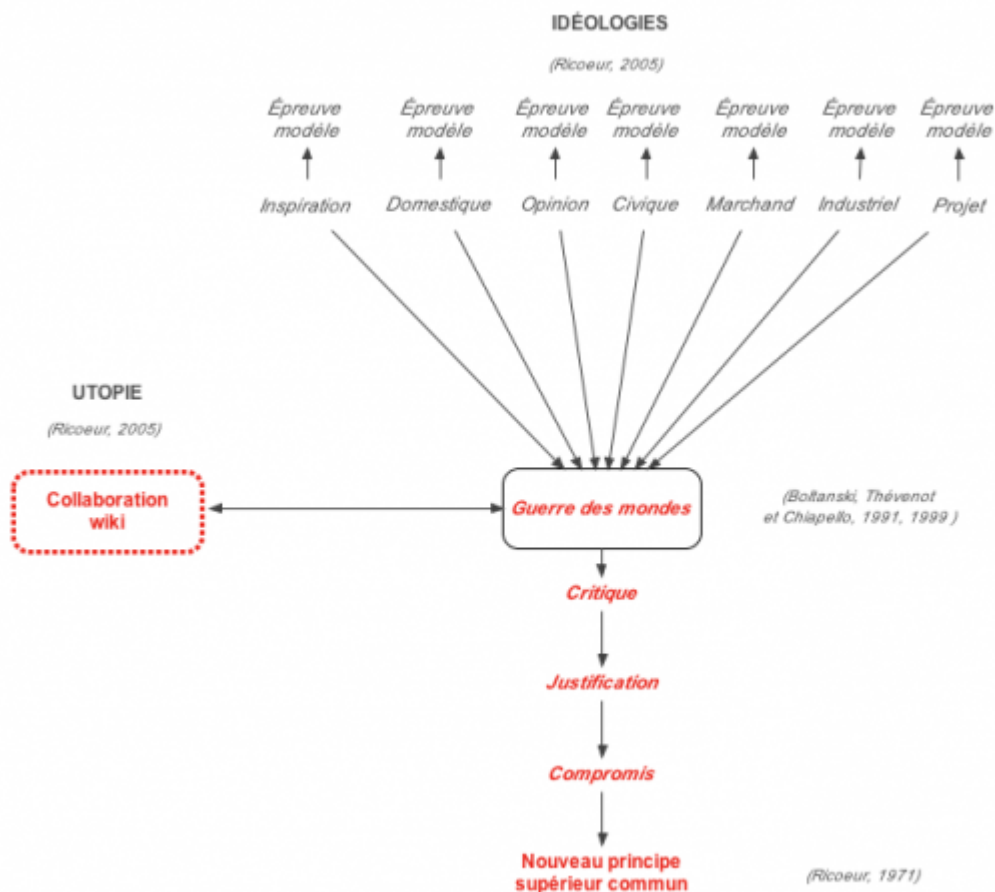 IDÉOLOGIES
(Ricoeur, 2005)
Épreuve modèle
Épreuve modèle
Épreuve modèle
Épreuve modèle
Épreuve modèle
Épreuve modèle
Épreuve modèle
Inspiration
Domestique
Opinion
Civique
Marchand
Industriel
Projet
UTOPIE
(Ricoeur, 2005)
Collaboration
wiki
Guerre des mondes
(Boltanski, Thévenot
et Chiapello, 1991, 1999 )
Critique
Justification
Compromis
Nouveau principe
supérieur commun
(Ricoeur, 1971)